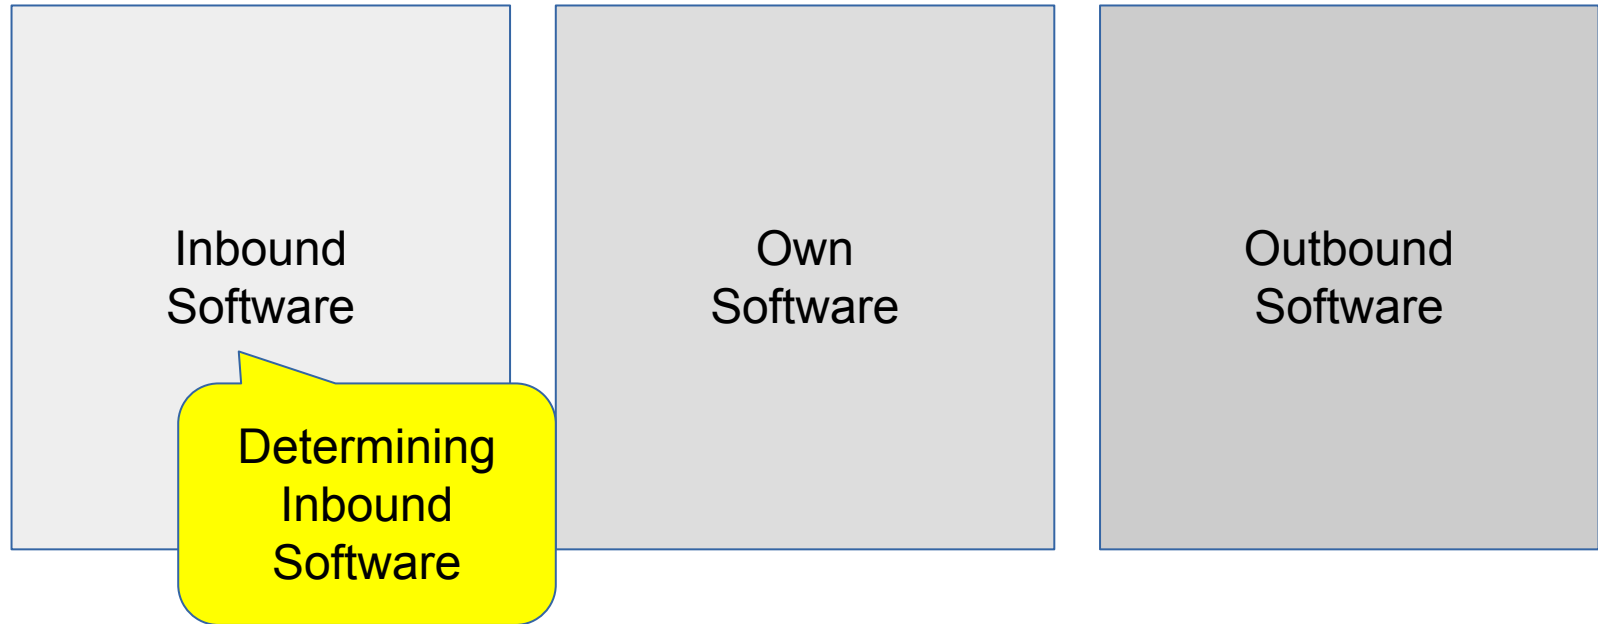 Inbound
Software
Own
Software
Outbound
Software
Determining
Inbound
Software